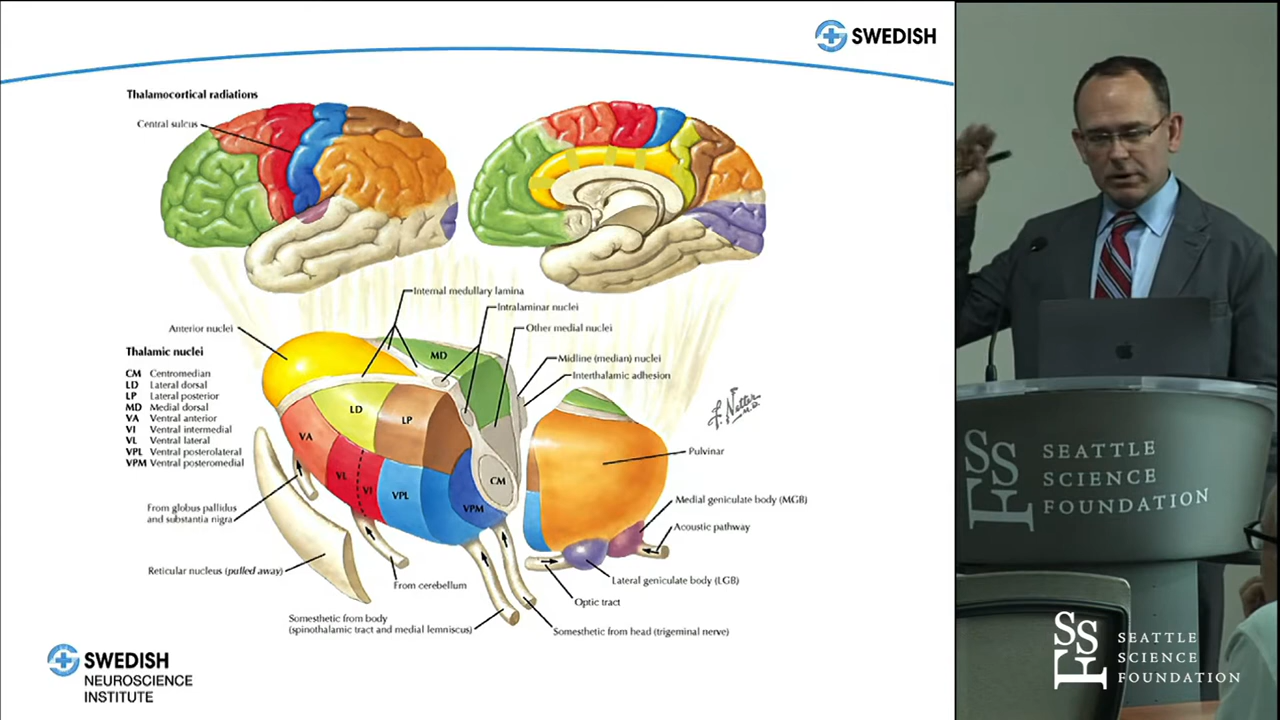 SWEDISH
Thalamocortical radiations
Central sulcus
Internal medullary lamina
Intralaminar nuclei
Anterior nuclei
Other medial nuclei
Thalamic nuclei
MD
Midline (median) nuclei
CM Centromedian
Interthalamic adhesion
LD Lateral dorsal
LP Lateral posterior
MD Medial dorsal
VA Ventral anterior
VI Ventral intermedial
VL Ventral lateral
VPL Ventral posterolateral
VPM Ventral posteromedial
LD
LP
F. Netter
M.D.
VA
Pulvinar
VL
VI
VPL
VPM
CM
Medial geniculate body (MGB)
From globus pallidus
and substantia nigra
Acoustic pathway
Reticular nucleus (pulled away)
From cerebellum
Lateral geniculate body (LGB)
Optic tract
Somesthetic from body
(spinothalamic tract and medial lemniscus)
Somesthetic from head (trigeminal nerve)
SWEDISH
NEUROSCIENCE
INSTITUTE
SSF
SEATTLE
SCIENCE
FOUNDATION
SSF
SEATTLE
SCIENCE
FOUNDATION